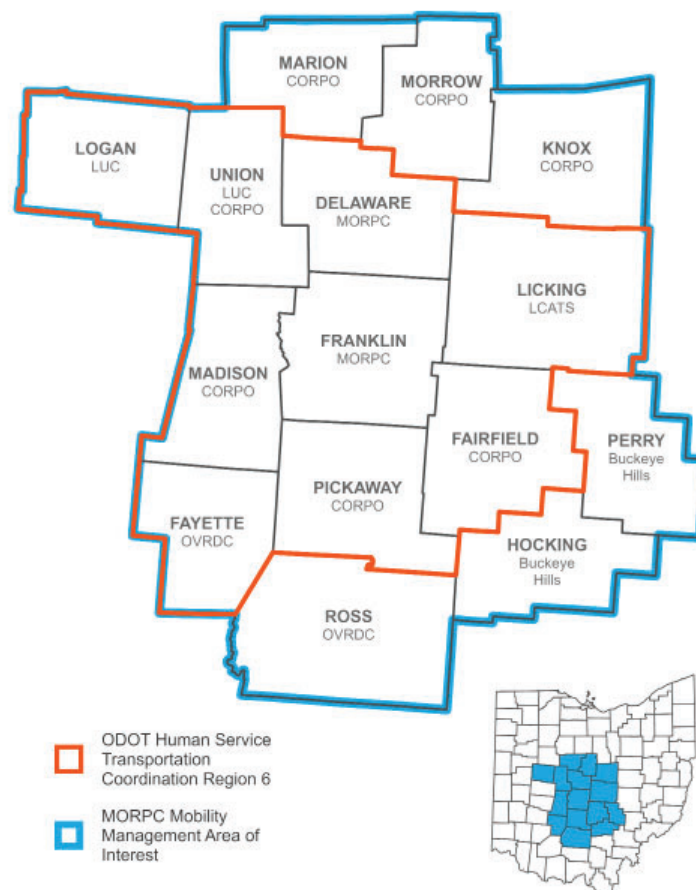 MARION
CORPO
MORROW
CORPO
LOGAN
LUC
UNION
LUC
CORPO
KNOX
CORPO
DELAWARE
MORPC
LICKING
LCATS
FRANKLIN
MORPC
MADISON
CORPO
FAIRFIELD
CORPO
PERRY
Buckeye
Hills
PICKAWAY
CORPO
FAYETTE
OVRDC
HOCKING
Buckeye
Hills
ROSS
OVRDC
ODOT Human Service
Transportation
Coordination Region 6
MORPC Mobility
Management Area of
Interest